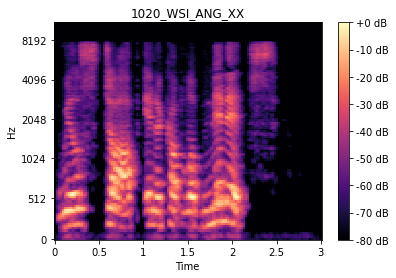 1020_WSI_ANG_XX
8192
4096
2048
1024
512
0
Hz
0 0.5 1 1.5 2 2.5 3
Time
+0 dB
-10 dB
-20 dB
-30 dB
-40 dB
-50 dB
-60 dB
-70 dB
-80 dB